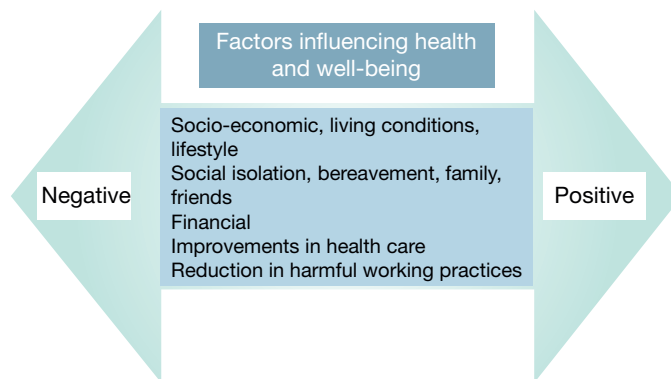 Factors influencing health
and well-being
Socio-economic, living conditions,
lifestyle
Social isolation, bereavement, family,
friends
Financial
Improvements in health care
Reduction in harmful working practices
Negative
Positive